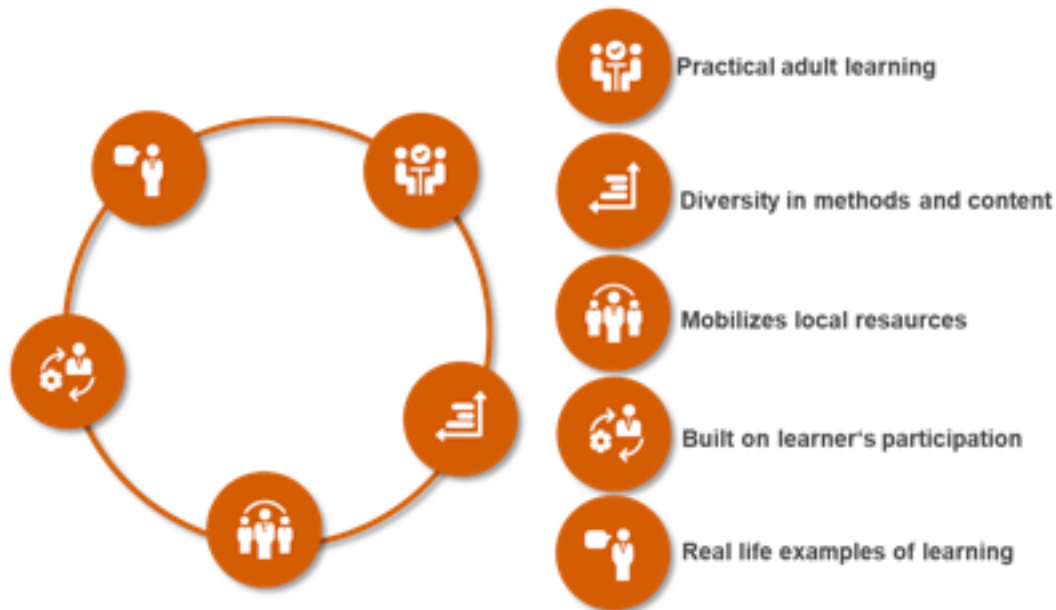 Practical adult learning
Diversity in methods and content
Mobilizes local resaurces
Built on learner‘s participation
Real life examples of learning